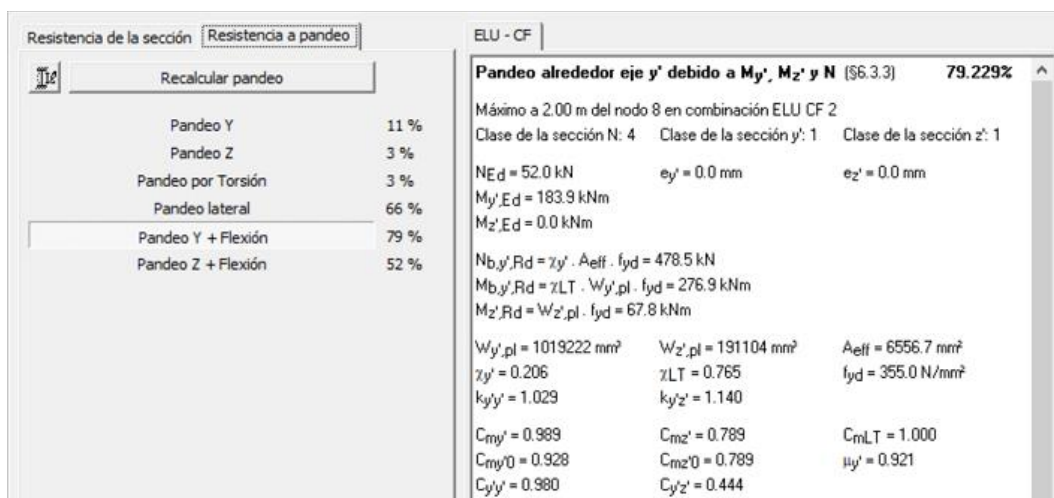 Resistencia de la sección Resistencia a pandeo
Recalcular pandeo
Pandeo Y 11 %
Pandeo Z 3 %
Pandeo por Torsión 3 %
Pandeo lateral 66 %
Pandeo Y + Flexión 79 %
Pandeo Z + Flexión 52 %
ELU - CF
Pandeo alrededor eje y' debido a My', Mz' y N (§6.3.3) 79.229%
Máximo a 2.00 m del nodo 8 en combinación ELU CF 2
Clase de la sección N: 4 Clase de la sección y': 1 Clase de la sección z': 1
NEd = 52.0 kN ey' = 0.0 mm ez' = 0.0 mm
My',Ed = 183.9 kNm
Mz',Ed = 0.0 kNm
Nb,y',Rd = χy' . Aeff . fyd = 478.5 kN
Mb,y',Rd = χLT . Wy',pl . fyd = 276.9 kNm
Mz',Rd = Wz',pl . fyd = 67.8 kNm
Wy',pl = 1019222 mm³ Wz',pl = 191104 mm³ Aeff = 6556.7 mm²
χy' = 0.206 χLT = 0.765 fyd = 355.0 N/mm²
ky'y' = 1.029 ky'z' = 1.140
Cmy' = 0.989 Cmz' = 0.789 CmLT = 1.000
Cmy'0 = 0.928 Cmz'0 = 0.789 μy' = 0.921
Cy'y' = 0.980 Cy'z' = 0.444